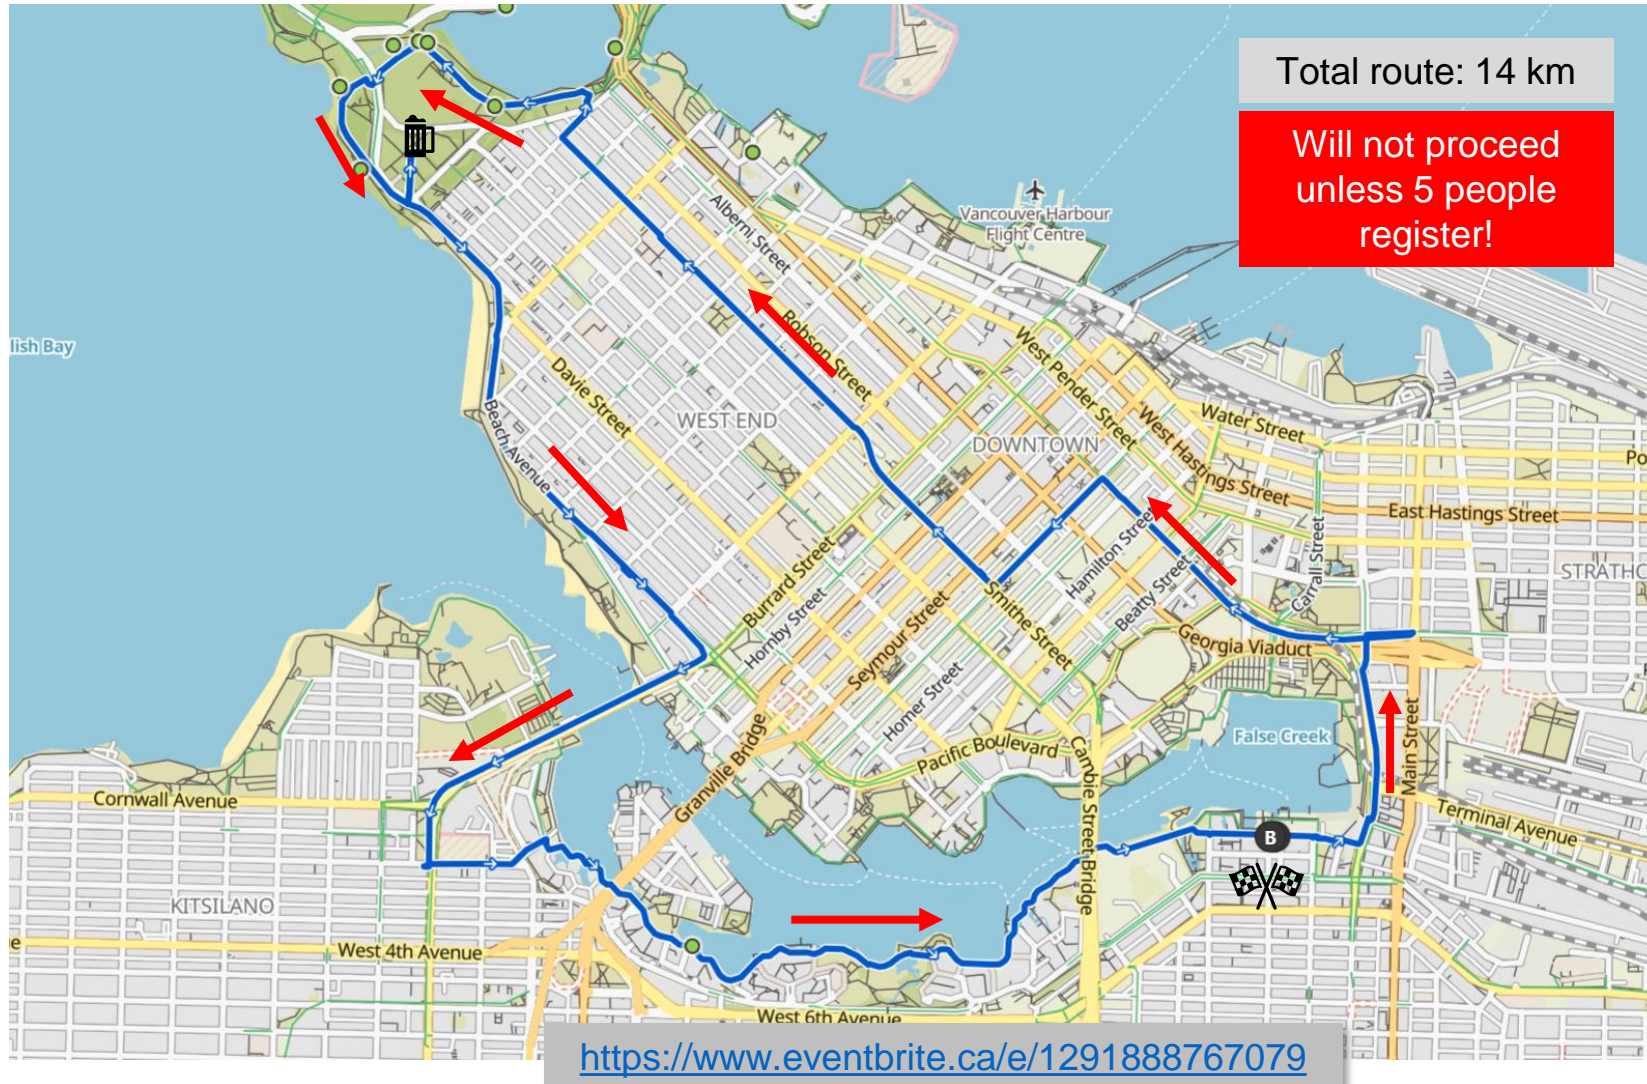 Total route: 14 km
Will not proceed
unless 5 people
register!
Vancouver Harbour
Flight Centre
Alberni Street
Robson Street
West Pender Street
lish Bay
Davie Street
WEST END
Water Street
West Hastings Street
DOWNTOWN
Po
Beach Avenue
East Hastings Street
Hamilton Street
Carrall Street
Burrard Street
STRATHC
Beatty Street
Smithe Street
Hornby Street
Seymour Street
Georgia Viaduct
Homer Street
Main Street
False Creek
Pacific Boulevard
Granville Bridge
Cambie Street Bridge
Cornwall Avenue
Terminal Avenue
B
KITSILANO
e
West 4th Avenue
West 6th Avenue
https://www.eventbrite.ca/e/1291888767079